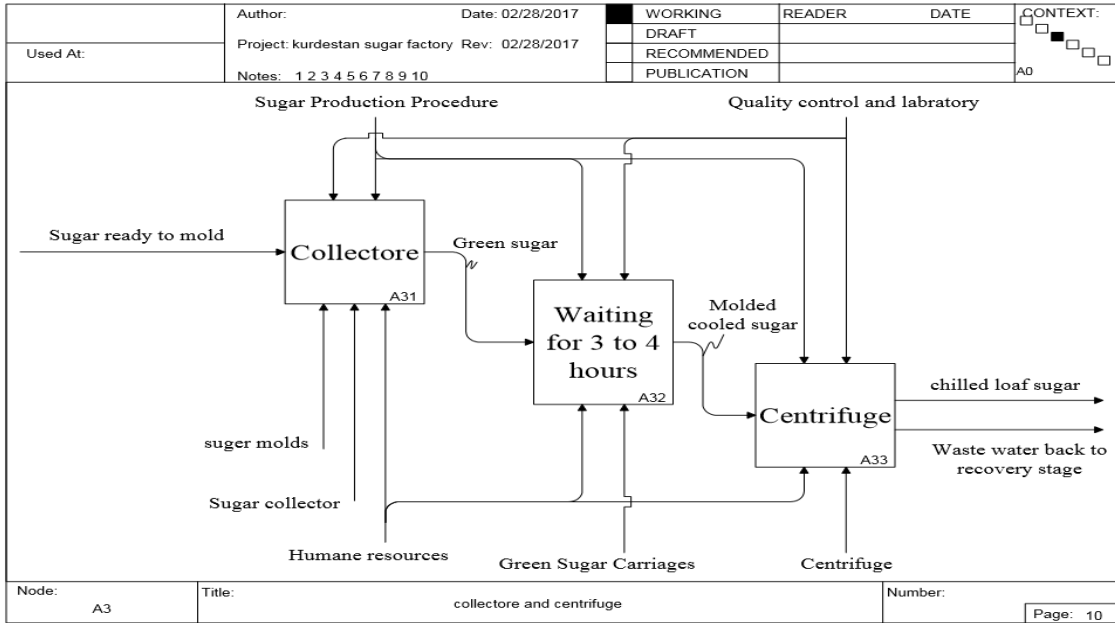 Used At:
Author:
Date: 02/28/2017
Project: kurdestan sugar factory
Rev: 02/28/2017
Notes: 1 2 3 4 5 6 7 8 9 10
WORKING
DRAFT
RECOMMENDED
PUBLICATION
READER
DATE
CONTEXT:
A0
Sugar Production Procedure
Quality control and labratory
Sugar ready to mold
Collectore
A31
Green sugar
Waiting
for 3 to 4
hours
A32
Molded
cooled sugar
Centrifuge
A33
chilled loaf sugar
Waste water back to
recovery stage
suger molds
Sugar collector
Humane resources
Green Sugar Carriages
Centrifuge
Node:
A3
Title:
collectore and centrifuge
Number:
Page: 10